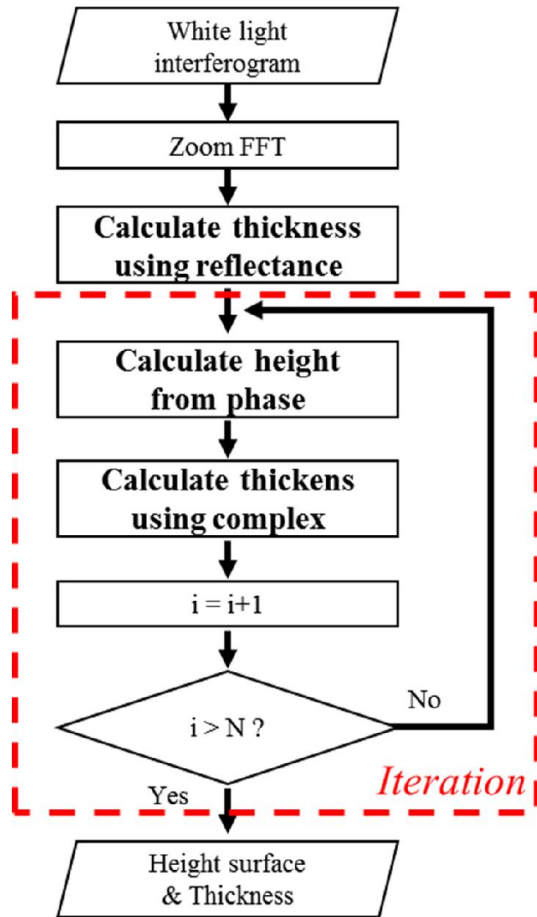 White light
interferogram
Zoom FFT
Calculate thickness
using reflectance
Calculate height
from phase
Calculate thickens
using complex
i = i+1
i > N ?
No
Iteration
Yes
Height surface
& Thickness